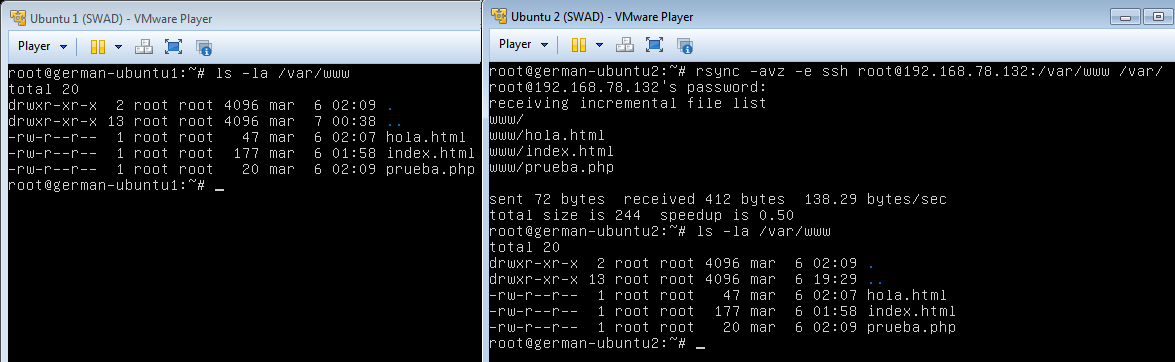 Ubuntu 1 (SWAD) - VMware Player
Player
root@german-ubuntu1:~# ls -la /var/www
total 20
drwxr-xr-x  2 root root 4096 mar  6 02:09 .
drwxr-xr-x 13 root root 4096 mar  7 00:38 ..
-rw-r--r--  1 root root   47 mar  6 02:07 hola.html
-rw-r--r--  1 root root  177 mar  6 01:58 index.html
-rw-r--r--  1 root root   20 mar  6 02:09 prueba.php
root@german-ubuntu1:~# _
Ubuntu 2 (SWAD) - VMware Player
Player
root@german-ubuntu2:~# rsync -avz -e ssh root@192.168.78.132:/var/www /var/
root@192.168.78.132's password:
receiving incremental file list
www/
www/hola.html
www/index.html
www/prueba.php
sent 72 bytes  received 412 bytes  138.29 bytes/sec
total size is 244  speedup is 0.50
root@german-ubuntu2:~# ls -la /var/www
total 20
drwxr-xr-x  2 root root 4096 mar  6 02:09 .
drwxr-xr-x 13 root root 4096 mar  6 19:29 ..
-rw-r--r--  1 root root   47 mar  6 02:07 hola.html
-rw-r--r--  1 root root  177 mar  6 01:58 index.html
-rw-r--r--  1 root root   20 mar  6 02:09 prueba.php
root@german-ubuntu2:~# _